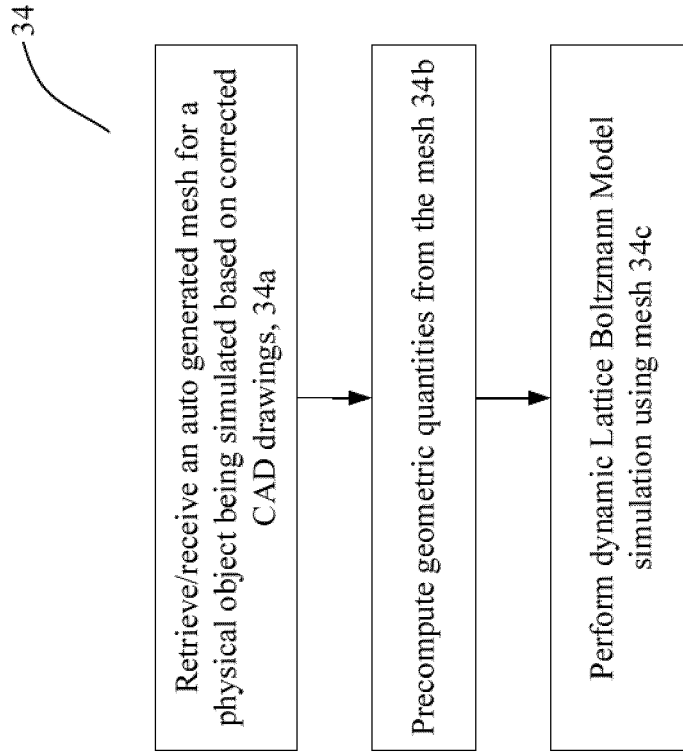 34
Retrieve/receive an auto generated mesh for a
physical object being simulated based on corrected
CAD drawings, 34a
Precompute geometric quantities from the mesh 34b
Perform dynamic Lattice Boltzmann Model
simulation using mesh 34c